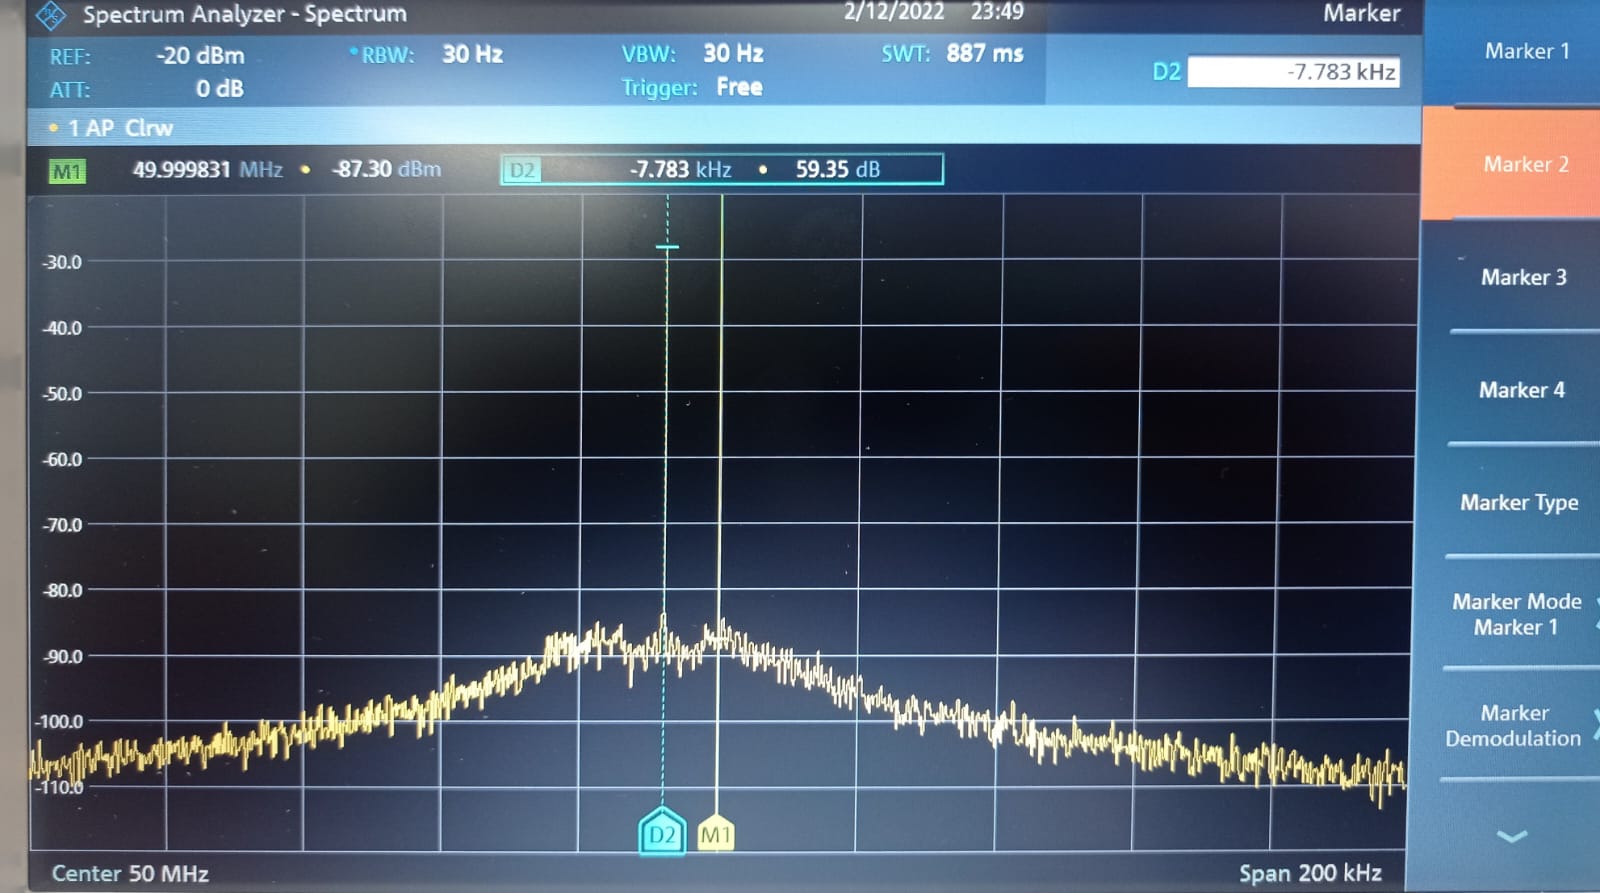 Spectrum Analyzer - Spectrum 2/12/2022 23:49 Marker
REF: -20 dBm RBW: 30 Hz VBW: 30 Hz SWT: 887 ms
ATT: 0 dB Trigger: Free
D2 -7.783 kHz
1 AP Clrw
M1 49.999831 MHz • -87.30 dBm D2 -7.783 kHz • 59.35 dB
-30.0
-40.0
-50.0
-60.0
-70.0
-80.0
-90.0
-100.0
-110.0
D2 M1
Center 50 MHz Span 200 kHz
Marker 1
Marker 2
Marker 3
Marker 4
Marker Type
Marker Mode
Marker 1
Marker
Demodulation